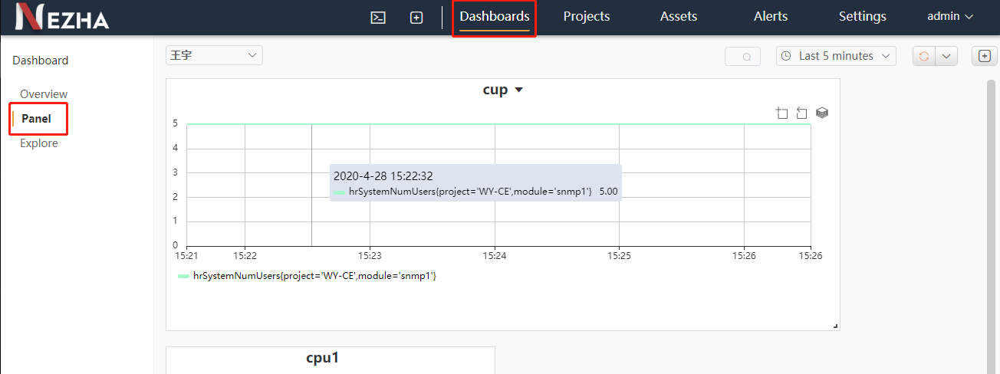 NEZHA
Dashboards Projects Assets Alerts Settings admin
Dashboard
Overview
Panel
Explore
王宇
Last 5 minutes
cup
5
4
3
2
1
0
2020-4-28 15:22:32
hrSystemNumUsers{project='WY-CE',module='snmp1'} 5.00
15:21 15:22 15:23 15:24 15:25 15:26 15:26
hrSystemNumUsers{project='WY-CE',module='snmp1'}
cpu1